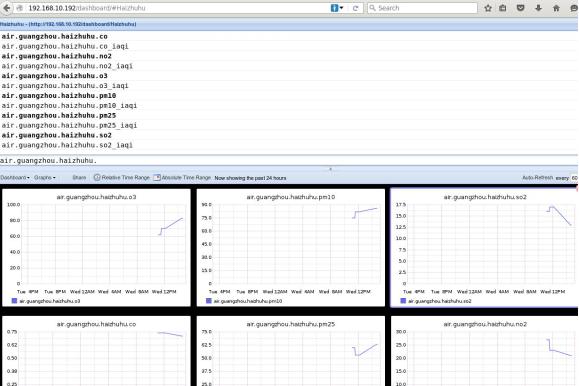 192.168.10.192/dashboard/#Haizhuhu
Search
Haizhuhu - (http://192.168.10.192/dashboard/Haizhuhu)
air.guangzhou.haizhuhu.co
air.guangzhou.haizhuhu.co_iaqi
air.guangzhou.haizhuhu.no2
air.guangzhou.haizhuhu.no2_iaqi
air.guangzhou.haizhuhu.o3
air.guangzhou.haizhuhu.o3_iaqi
air.guangzhou.haizhuhu.pm10
air.guangzhou.haizhuhu.pm10_iaqi
air.guangzhou.haizhuhu.pm25
air.guangzhou.haizhuhu.pm25_iaqi
air.guangzhou.haizhuhu.so2
air.guangzhou.haizhuhu.so2_iaqi
air.guangzhou.haizhuhu.
Dashboard Graphs Share Relative Time Range Absolute Time Range Now showing the past 24 hours Auto-Refresh every 60
air.guangzhou.haizhuhu.o3
100.0
80.0
60.0
40.0
20.0
0
Tue 4PM Tue 8PM Wed 12AM Wed 4AM Wed 8AM Wed 12PM
air.guangzhou.haizhuhu.o3
air.guangzhou.haizhuhu.pm10
90.0
75.0
60.0
45.0
30.0
15.0
0
Tue 4PM Tue 8PM Wed 12AM Wed 4AM Wed 8AM Wed 12PM
air.guangzhou.haizhuhu.pm10
air.guangzhou.haizhuhu.so2
17.5
15.0
12.5
10.0
7.5
5.0
2.5
0
Tue 4PM Tue 8PM Wed 12AM Wed 4AM Wed 8AM Wed 12PM
air.guangzhou.haizhuhu.so2
air.guangzhou.haizhuhu.co
0.75
0.62
0.50
0.38
0.25
air.guangzhou.haizhuhu.pm25
75.0
62.5
50.0
37.5
25.0
air.guangzhou.haizhuhu.no2
30.0
25.0
20.0
15.0
10.0